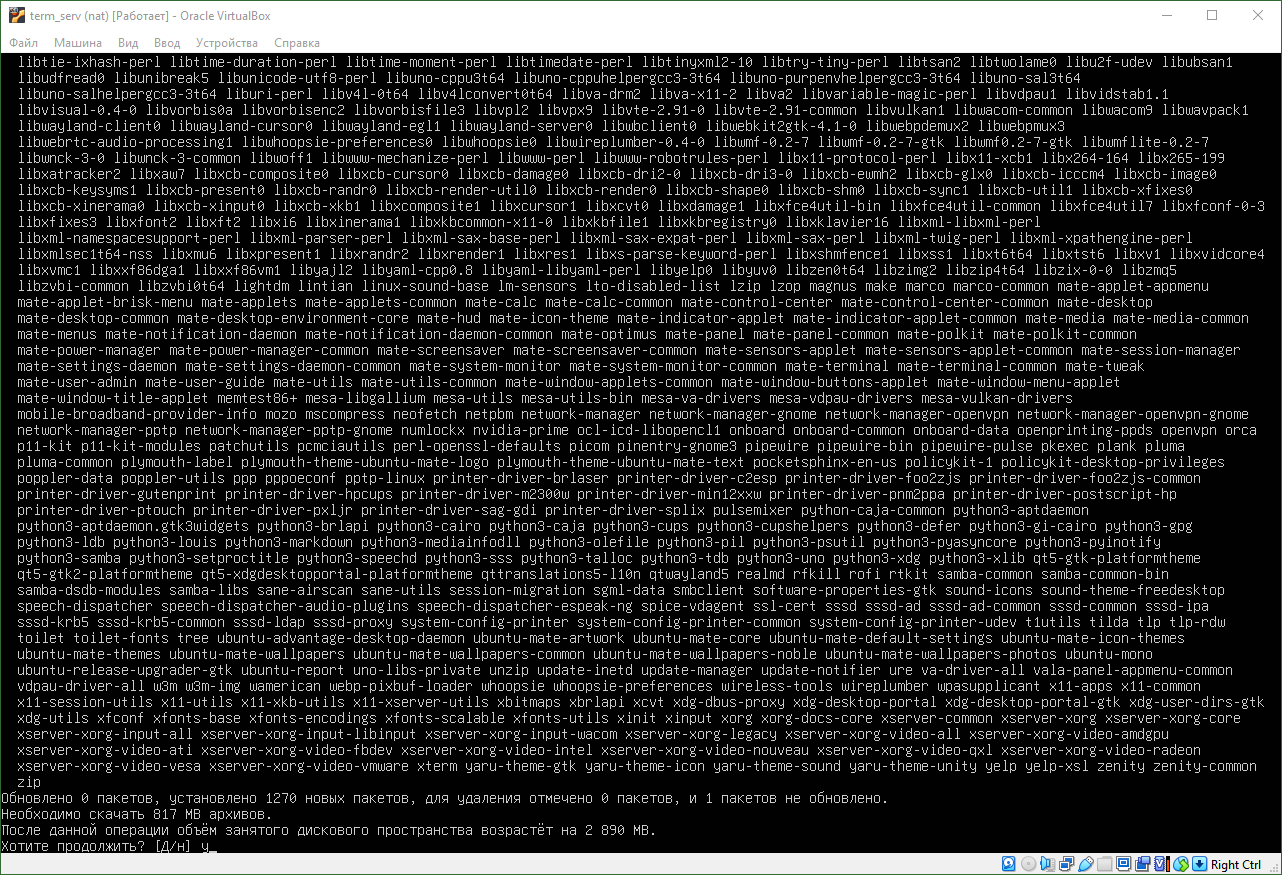 term_serv (nat) [Работает] - Oracle VirtualBox
Файл Машина Вид Ввод Устройства Справка
libtie-ixhash-perl libtime-duration-perl libtime-moment-perl libtimedate-perl libtinyxml2-10 libtry-tiny-perl libtsan2 libtwolame0 libu2f-udev libubsan1
libudfread0 libunibreak5 libunicode-utf8-perl libuno-cppu3t64 libuno-cppuhelpergcc3-3t64 libuno-purpenvhelpergcc3-3t64 libuno-sal3t64
libuno-salhelpergcc3-3t64 liburi-perl libv4l-0t64 libv4lconvert0t64 libva-drm2 libva-x11-2 libva2 libvariable-magic-perl libvdpau1 libvidstab1.1
libvisual-0.4-0 libvorbis0a libvorbisenc2 libvorbisfile3 libvpl2 libvpx9 libvte-2.91-0 libvte-2.91-common libvulkan1 libwacom-common libwacom9 libwavpack1
libwayland-client0 libwayland-cursor0 libwayland-egl1 libwayland-server0 libwbclient0 libwebkit2gtk-4.1-0 libwebpdemux2 libwebpmux3
libwebrtc-audio-processing1 libwhoopsie-preferences0 libwhoopsie0 libwireplumber-0.4-0 libwmf-0.2-7 libwmf-0.2-7-gtk libwmf0.2-7-gtk libwmflite-0.2-7
libwnck-3-0 libwnck-3-common libwoff1 libwww-mechanize-perl libwww-perl libwww-robotrules-perl libx11-protocol-perl libx11-xcb1 libx264-164 libx265-199
libxatracker2 libxaw7 libxcb-composite0 libxcb-cursor0 libxcb-damage0 libxcb-dri2-0 libxcb-dri3-0 libxcb-ewmh2 libxcb-glx0 libxcb-icccm4 libxcb-image0
libxcb-keysyms1 libxcb-present0 libxcb-randr0 libxcb-render-util0 libxcb-render0 libxcb-shape0 libxcb-shm0 libxcb-sync1 libxcb-util1 libxcb-xfixes0
libxcb-xinerama0 libxcb-xinput0 libxcb-xkb1 libxcomposite1 libxcursor1 libxcvt0 libxdamage1 libxfce4util-bin libxfce4util-common libxfce4util7 libxfconf-0-3
libxfixes3 libxfont2 libxft2 libxi6 libxinerama1 libxkbcommon-x11-0 libxkbfile1 libxkbregistry0 libxklavier16 libxml-libxml-perl
libxml-namespacesupport-perl libxml-parser-perl libxml-sax-base-perl libxml-sax-expat-perl libxml-sax-perl libxml-twig-perl libxml-xpathengine-perl
libxmlsec1t64-nss libxmu6 libxpresent1 libxrandr2 libxrender1 libxres1 libxs-parse-keyword-perl libxshmfence1 libxss1 libxt6t64 libxtst6 libxv1 libxvidcore4
libxvmc1 libxxf86dga1 libxxf86vm1 libyajl2 libyaml-cpp0.8 libyaml-libyaml-perl libyelp0 libyuv0 libzen0t64 libzimg2 libzip4t64 libzix-0-0 libzmq5
libzvbi-common libzvbi0t64 lightdm lintian linux-sound-base lm-sensors lto-disabled-list lzip lzop magnus make marco marco-common mate-applet-appmenu
mate-applet-brisk-menu mate-applets mate-applets-common mate-calc mate-calc-common mate-control-center mate-control-center-common mate-desktop
mate-desktop-common mate-desktop-environment-core mate-hud mate-icon-theme mate-indicator-applet mate-indicator-applet-common mate-media mate-media-common
mate-menus mate-notification-daemon mate-notification-daemon-common mate-optimus mate-panel mate-panel-common mate-polkit mate-polkit-common
mate-power-manager mate-power-manager-common mate-screensaver mate-screensaver-common mate-sensors-applet mate-sensors-applet-common mate-session-manager
mate-settings-daemon mate-settings-daemon-common mate-system-monitor mate-system-monitor-common mate-terminal mate-terminal-common mate-tweak
mate-user-admin mate-user-guide mate-utils mate-utils-common mate-window-applets-common mate-window-buttons-applet mate-window-menu-applet
mate-window-title-applet memtest86+ mesa-libgallium mesa-utils mesa-utils-bin mesa-va-drivers mesa-vdpau-drivers mesa-vulkan-drivers
mobile-broadband-provider-info mozo mscompress neofetch netpbm network-manager network-manager-gnome network-manager-openvpn network-manager-openvpn-gnome
network-manager-pptp network-manager-pptp-gnome numlockx nvidia-prime ocl-icd-libopencl1 onboard onboard-common onboard-data openprinting-ppds openvpn orca
p11-kit p11-kit-modules patchutils pcmciautils perl-openssl-defaults picom pinentry-gnome3 pipewire pipewire-bin pipewire-pulse pkexec plank pluma
pluma-common plymouth-label plymouth-theme-ubuntu-mate-logo plymouth-theme-ubuntu-mate-text pocketsphinx-en-us policykit-1 policykit-desktop-privileges
poppler-data poppler-utils ppp pppoeconf pptp-linux printer-driver-brlaser printer-driver-c2esp printer-driver-foo2zjs printer-driver-foo2zjs-common
printer-driver-gutenprint printer-driver-hpcups printer-driver-m2300w printer-driver-min12xxw printer-driver-pnm2ppa printer-driver-postscript-hp
printer-driver-ptouch printer-driver-pxljr printer-driver-sag-gdi printer-driver-splix pulsemixer python-caja-common python3-aptdaemon
python3-aptdaemon.gtk3widgets python3-brlapi python3-cairo python3-caja python3-cups python3-cupshelpers python3-defer python3-gi-cairo python3-gpg
python3-ldb python3-louis python3-markdown python3-mediainfodll python3-olefile python3-pil python3-psutil python3-pyasyncore python3-pyinotify
python3-samba python3-setproctitle python3-speechd python3-sss python3-talloc python3-tdb python3-uno python3-xdg python3-xlib qt5-gtk-platformtheme
qt5-gtk2-platformtheme qt5-xdgdesktopportal-platformtheme qttranslations5-l10n qtwayland5 realmd rfkill rofi rtkit samba-common samba-common-bin
samba-dsdb-modules samba-libs sane-airscan sane-utils session-migration sgml-data smbclient software-properties-gtk sound-icons sound-theme-freedesktop
speech-dispatcher speech-dispatcher-audio-plugins speech-dispatcher-espeak-ng spice-vdagent ssl-cert sssd sssd-ad sssd-ad-common sssd-common sssd-ipa
sssd-krb5 sssd-krb5-common sssd-ldap sssd-proxy system-config-printer system-config-printer-common system-config-printer-udev t1utils tilda tlp tlp-rdw
toilet toilet-fonts tree ubuntu-advantage-desktop-daemon ubuntu-mate-artwork ubuntu-mate-core ubuntu-mate-default-settings ubuntu-mate-icon-themes
ubuntu-mate-themes ubuntu-mate-wallpapers ubuntu-mate-wallpapers-common ubuntu-mate-wallpapers-noble ubuntu-mate-wallpapers-photos ubuntu-mono
ubuntu-release-upgrader-gtk ubuntu-report uno-libs-private unzip update-inetd update-manager update-notifier ure va-driver-all vala-panel-appmenu-common
vdpau-driver-all w3m w3m-img wamerican webp-pixbuf-loader whoopsie whoopsie-preferences wireless-tools wireplumber wpasupplicant x11-apps x11-common
x11-session-utils x11-utils x11-xkb-utils x11-xserver-utils xbitmaps xbrlapi xcvt xdg-dbus-proxy xdg-desktop-portal xdg-desktop-portal-gtk xdg-user-dirs-gtk
xdg-utils xfconf xfonts-base xfonts-encodings xfonts-scalable xfonts-utils xinit xinput xorg xorg-docs-core xserver-common xserver-xorg xserver-xorg-core
xserver-xorg-input-all xserver-xorg-input-libinput xserver-xorg-input-wacom xserver-xorg-legacy xserver-xorg-video-all xserver-xorg-video-amdgpu
xserver-xorg-video-ati xserver-xorg-video-fbdev xserver-xorg-video-intel xserver-xorg-video-nouveau xserver-xorg-video-qxl xserver-xorg-video-radeon
xserver-xorg-video-vesa xserver-xorg-video-vmware xterm yaru-theme-gtk yaru-theme-icon yaru-theme-sound yaru-theme-unity yelp yelp-xsl zenity zenity-common
zip
Обновлено 0 пакетов, установлено 1270 новых пакетов, для удаления отмечено 0 пакетов, и 1 пакетов не обновлено.
Необходимо скачать 817 MB архивов.
После данной операции объём занятого дискового пространства возрастёт на 2 890 MB.
Хотите продолжить? [Д/н] y_
Right Ctrl